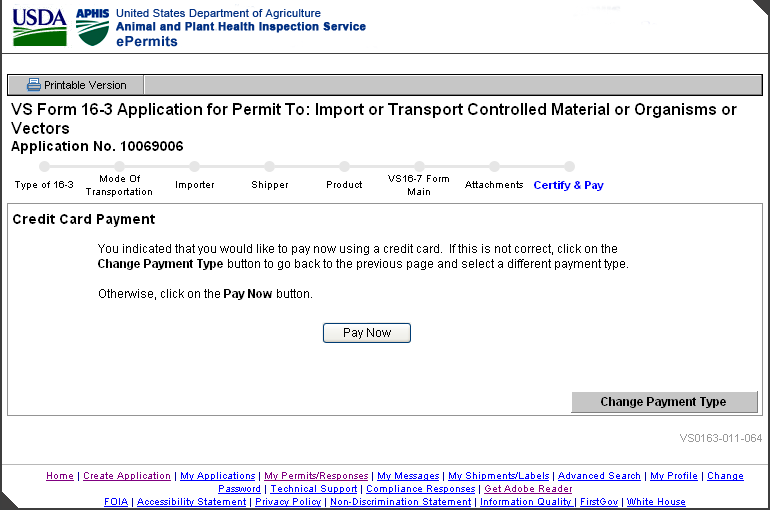 USDA
APHIS
United States Department of Agriculture
Animal and Plant Health Inspection Service
ePermits
Printable Version
VS Form 16-3 Application for Permit To: Import or Transport Controlled Material or Organisms or
Vectors
Application No. 10069006
Type of 16-3
Mode Of
Transportation
Importer
Shipper
Product
VS16-7 Form
Main
Attachments
Certify & Pay
Credit Card Payment
You indicated that you would like to pay now using a credit card. If this is not correct, click on the
Change Payment Type button to go back to the previous page and select a different payment type.
Otherwise, click on the Pay Now button.
Pay Now
Change Payment Type
VS0163-011-064
Home | Create Application | My Applications | My Permits/Responses | My Messages | My Shipments/Labels | Advanced Search | My Profile | Change
Password | Technical Support | Compliance Responses | Get Adobe Reader
FOIA | Accessibility Statement | Privacy Policy | Non-Discrimination Statement | Information Quality | FirstGov | White House